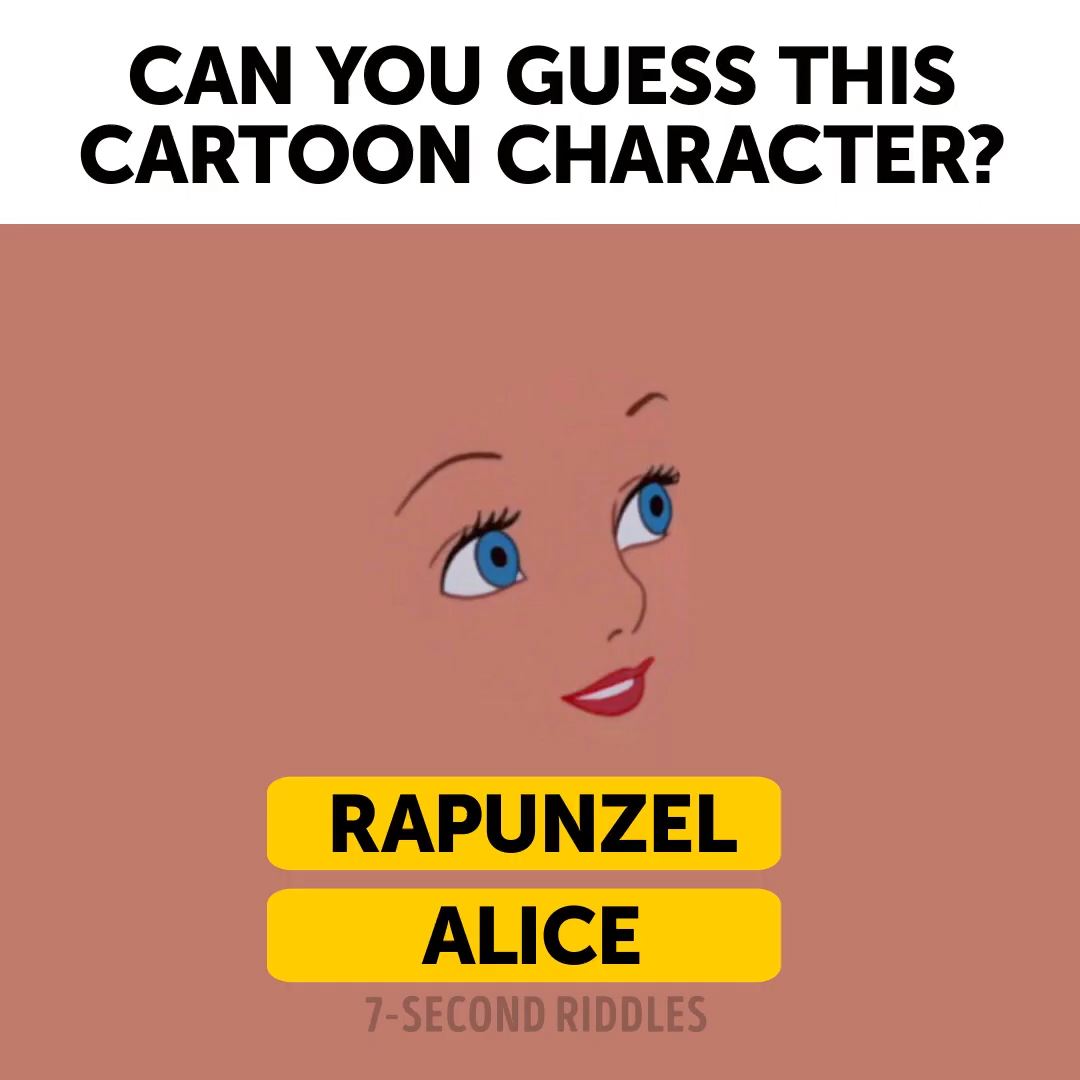 CAN YOU GUESS THIS
CARTOON CHARACTER?
RAPUNZEL
ALICE
7-SECOND RIDDLES